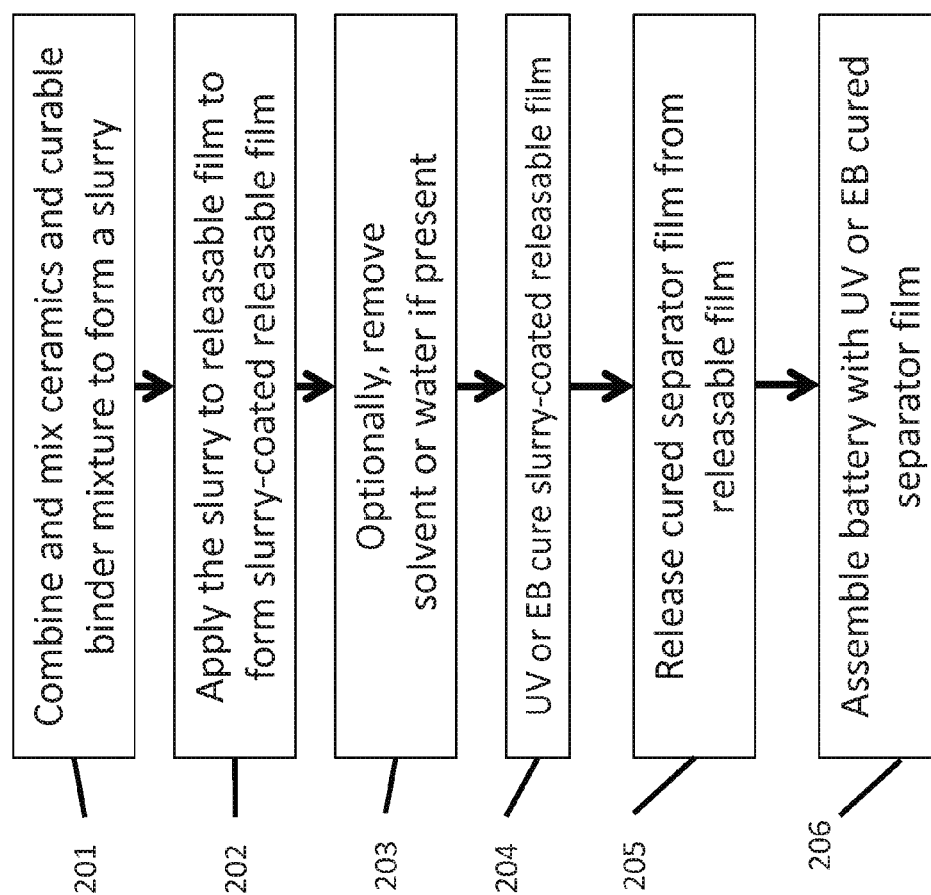 201
Combine and mix ceramics and curable
binder mixture to form a slurry
202
Apply the slurry to releasable film to
form slurry-coated releasable film
203
Optionally, remove
solvent or water if present
204
UV or EB cure slurry-coated releasable film
205
Release cured separator film from
releasable film
206
Assemble battery with UV or EB cured
separator film